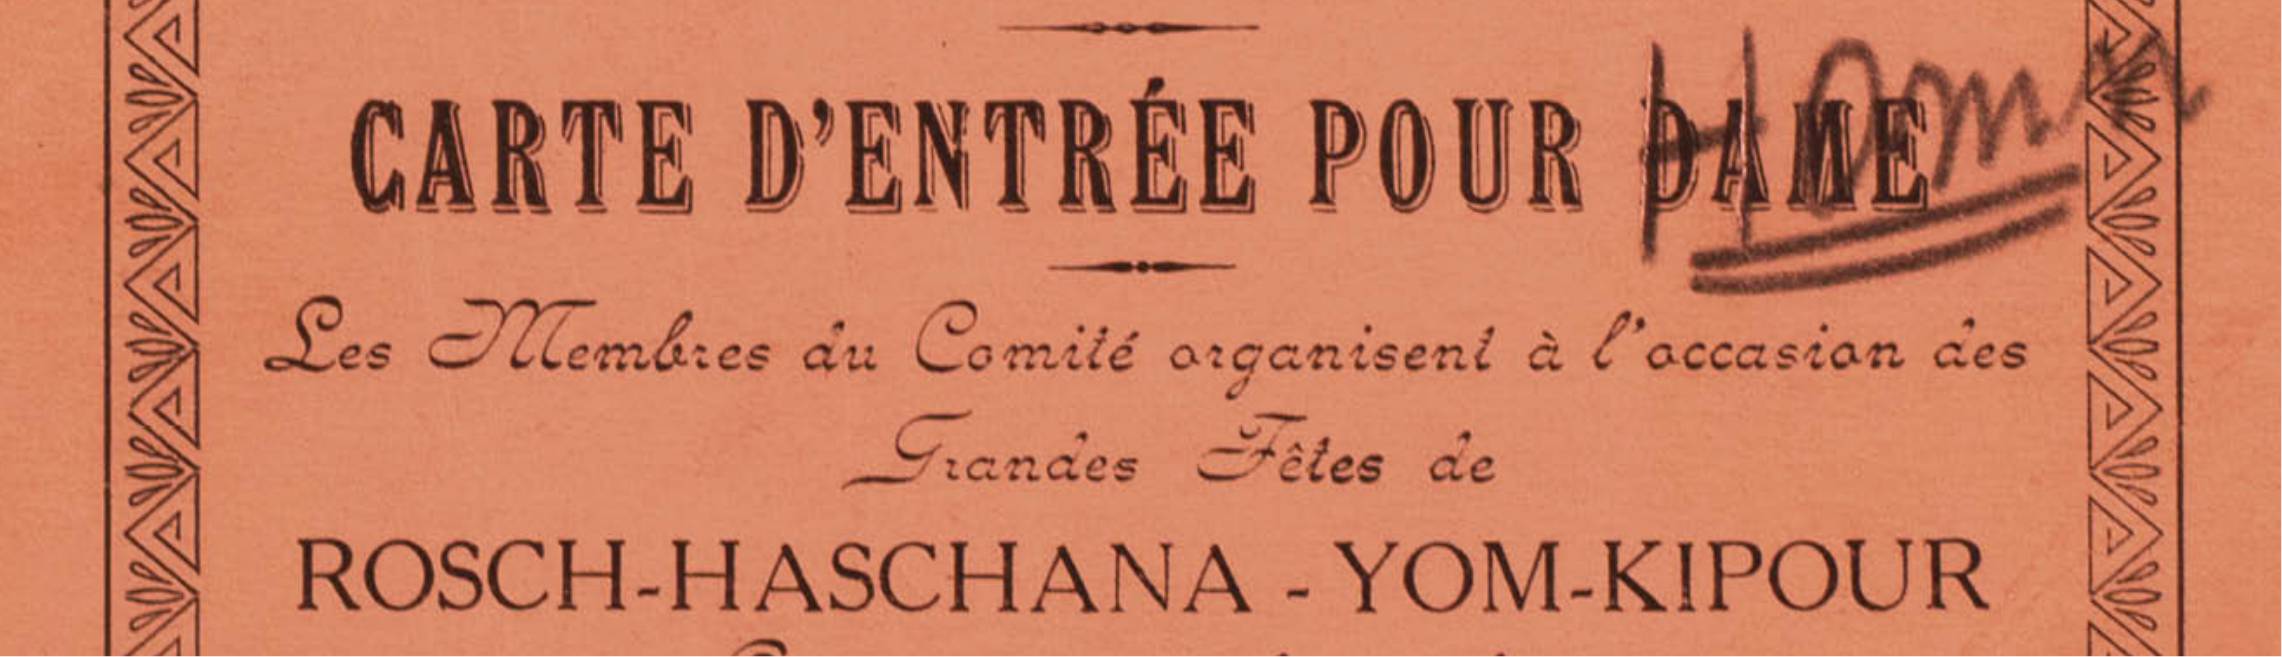 CARTE D'ENTRÉE POUR DAME
Les Membres du Comité organisent à l'occasion des
Grandes Fêtes de
ROSCH-HASCHANA - YOM-KIPOUR